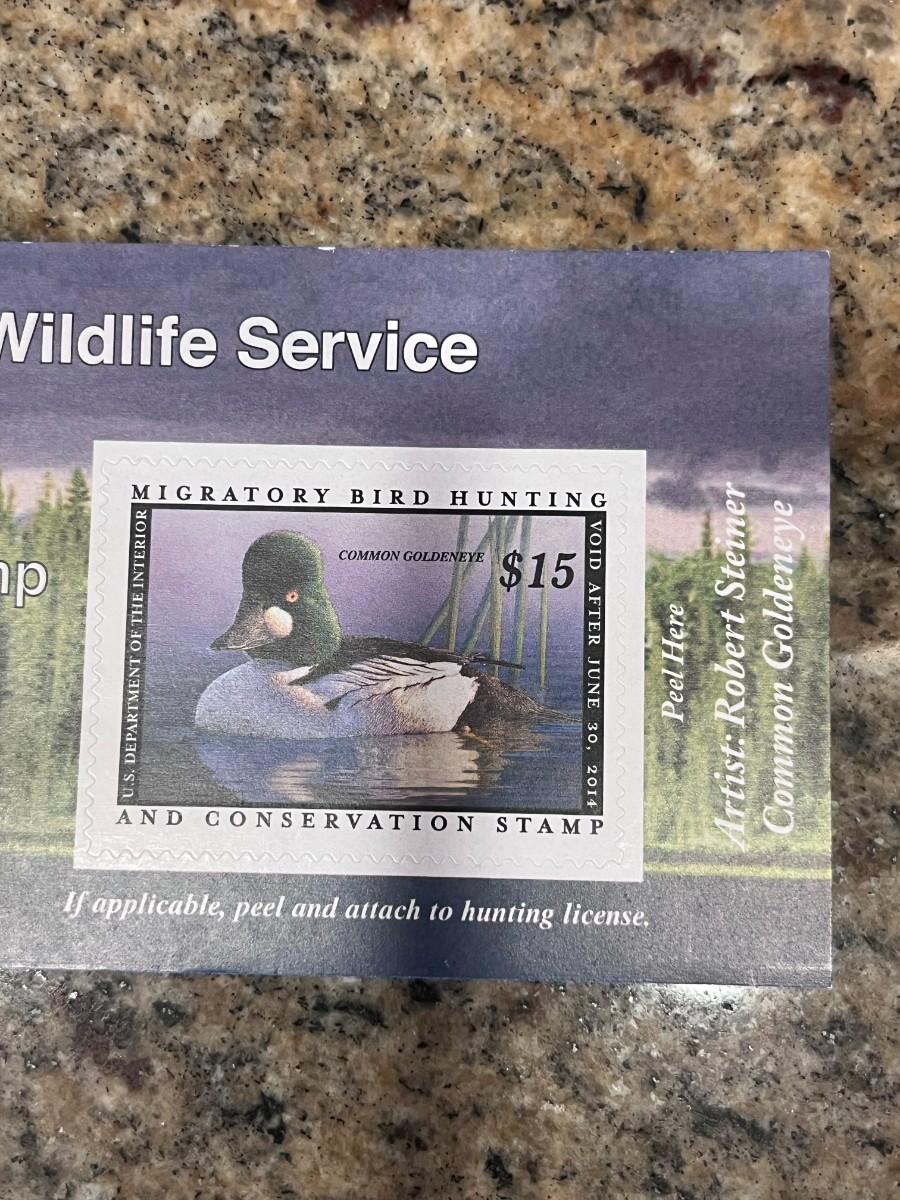 Wildlife Service
mp
MIGRATORY BIRD HUNTING
U.S. DEPARTMENT OF THE INTERIOR
COMMON GOLDENEYE
$15
VOID AFTER JUNE 30, 2014
AND CONSERVATION STAMP
Peel Here
Artist: Robert Steiner
Common Goldeneye
If applicable, peel and attach to hunting license.